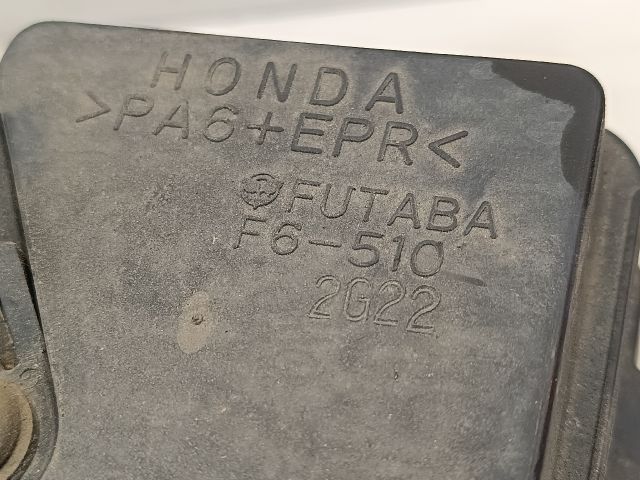 HONDA
>PA6+EPR<
FUTABA
F6-510
2G22